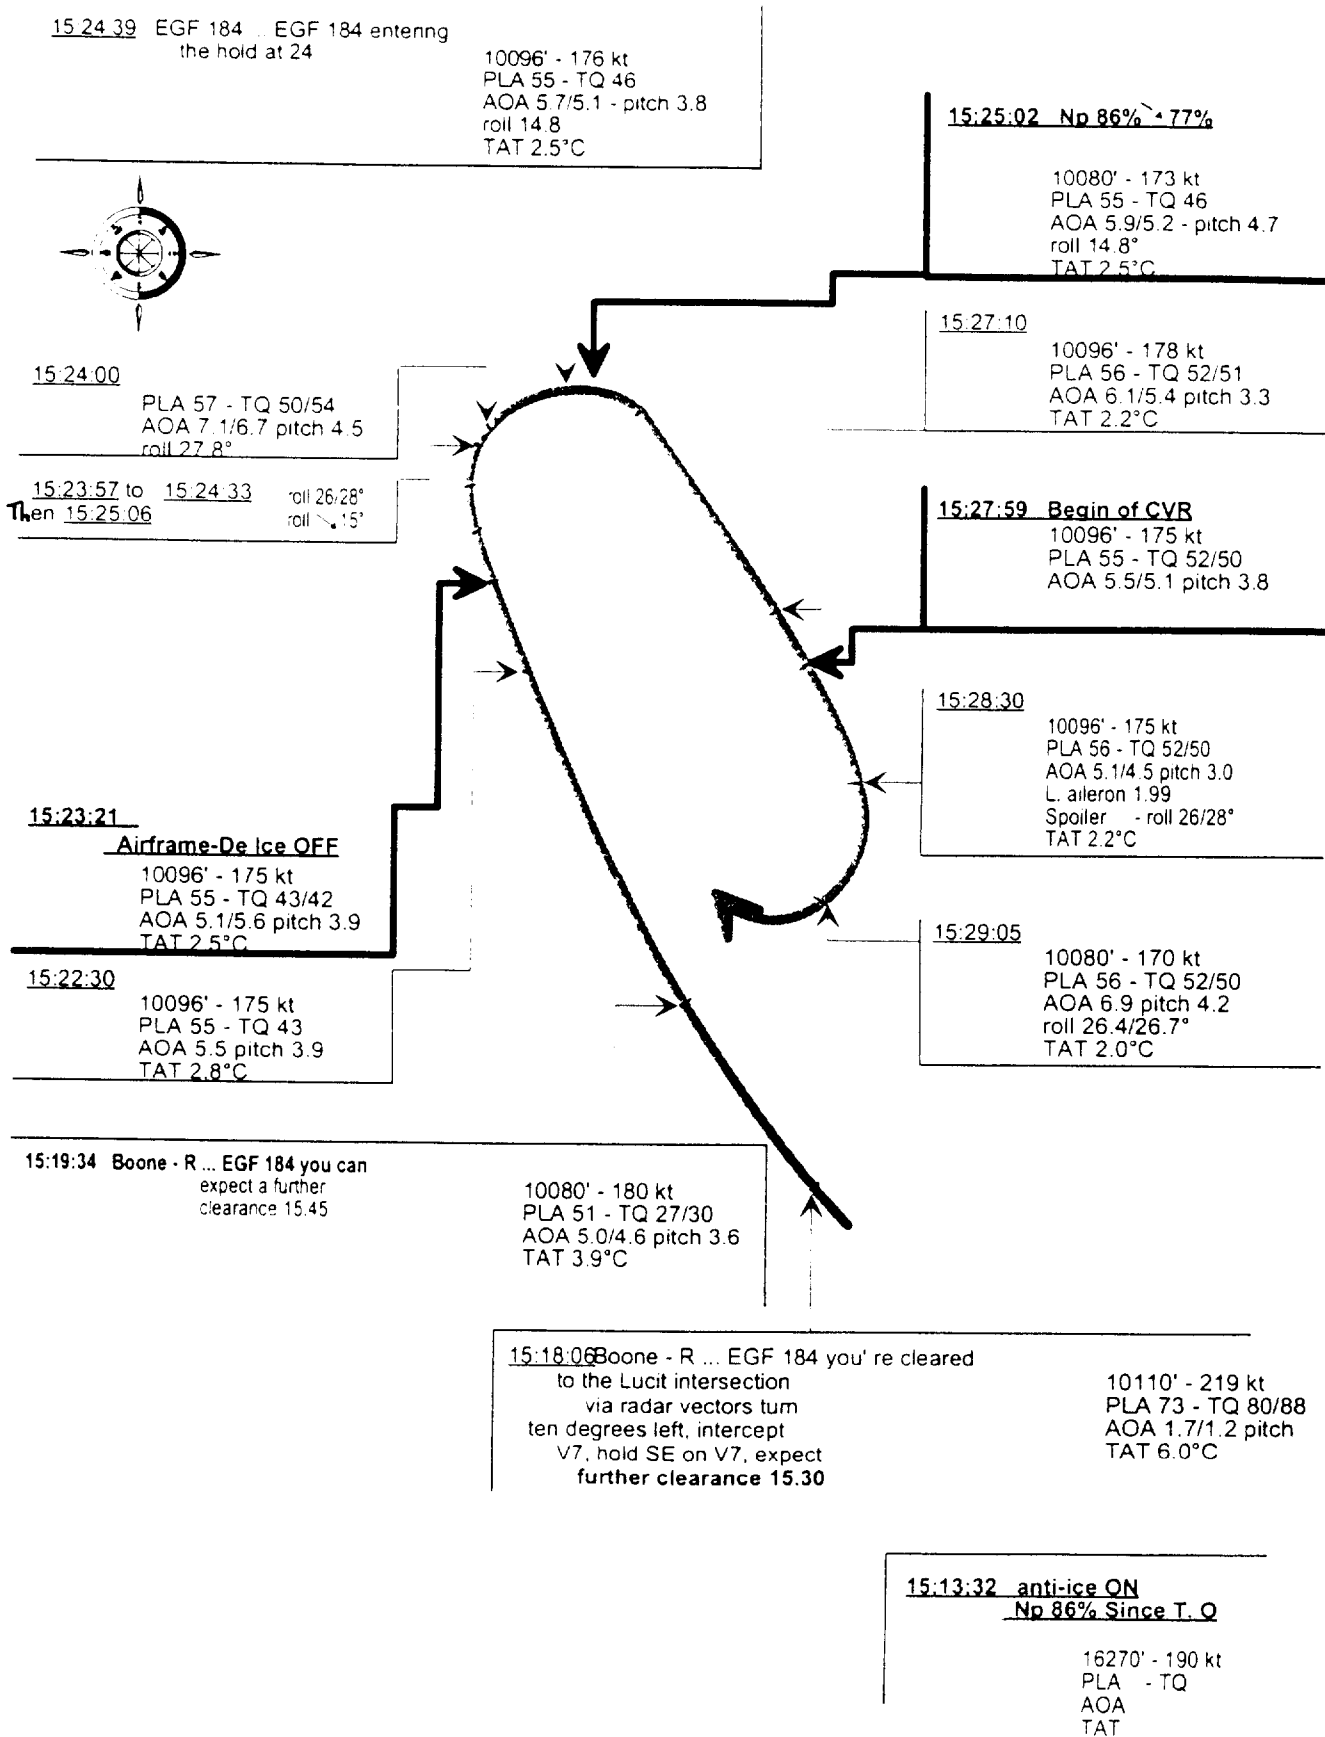 15:24 39 EGF 184 .. EGF 184 entering
the hold at 24
10096' - 176 kt
PLA 55 - TQ 46
AOA 5.7/5.1 - pitch 3.8
roll 14.8
TAT 2.5°C
15:25:02 Np 86% 77%
10080' - 173 kt
PLA 55 - TQ 46
AOA 5.9/5.2 - pitch 4.7
roll 14.8°
TAT 2.5°C
15:27:10
10096' - 178 kt
PLA 56 - TQ 52/51
AOA 6.1/5.4 pitch 3.3
TAT 2.2°C
15:24:00
PLA 57 - TQ 50/54
AOA 7.1/6.7 pitch 4.5
roll 27.8°
15:23:57 to 15:24:33 roll 26/28°
Then 15:25:06 roll 15°
15:27:59 Begin of CVR
10096' - 175 kt
PLA 55 - TQ 52/50
AOA 5.5/5.1 pitch 3.8
15:28:30
10096' - 175 kt
PLA 56 - TQ 52/50
AOA 5.1/4.5 pitch 3.0
L. aileron 1.99
Spoiler - roll 26/28°
TAT 2.2°C
15:23:21
Airframe-De Ice OFF
10096' - 175 kt
PLA 55 - TQ 43/42
AOA 5.1/5.6 pitch 3.9
TAT 2.5°C
15:22:30
10096' - 175 kt
PLA 55 - TQ 43
AOA 5.5 pitch 3.9
TAT 2.8°C
15:29:05
10080' - 170 kt
PLA 56 - TQ 52/50
AOA 6.9 pitch 4.2
roll 26.4/26.7°
TAT 2.0°C
15:19:34 Boone - R ... EGF 184 you can
expect a further
clearance 15.45
10080' - 180 kt
PLA 51 - TQ 27/30
AOA 5.0/4.6 pitch 3.6
TAT 3.9°C
15:18:06 Boone - R ... EGF 184 you' re cleared
to the Lucit intersection
via radar vectors turn
ten degrees left, intercept
V7, hold SE on V7, expect
further clearance 15.30
10110' - 219 kt
PLA 73 - TQ 80/88
AOA 1.7/1.2 pitch
TAT 6.0°C
15:13:32 anti-ice ON
Np 86% Since T. O
16270' - 190 kt
PLA - TQ
AOA
TAT